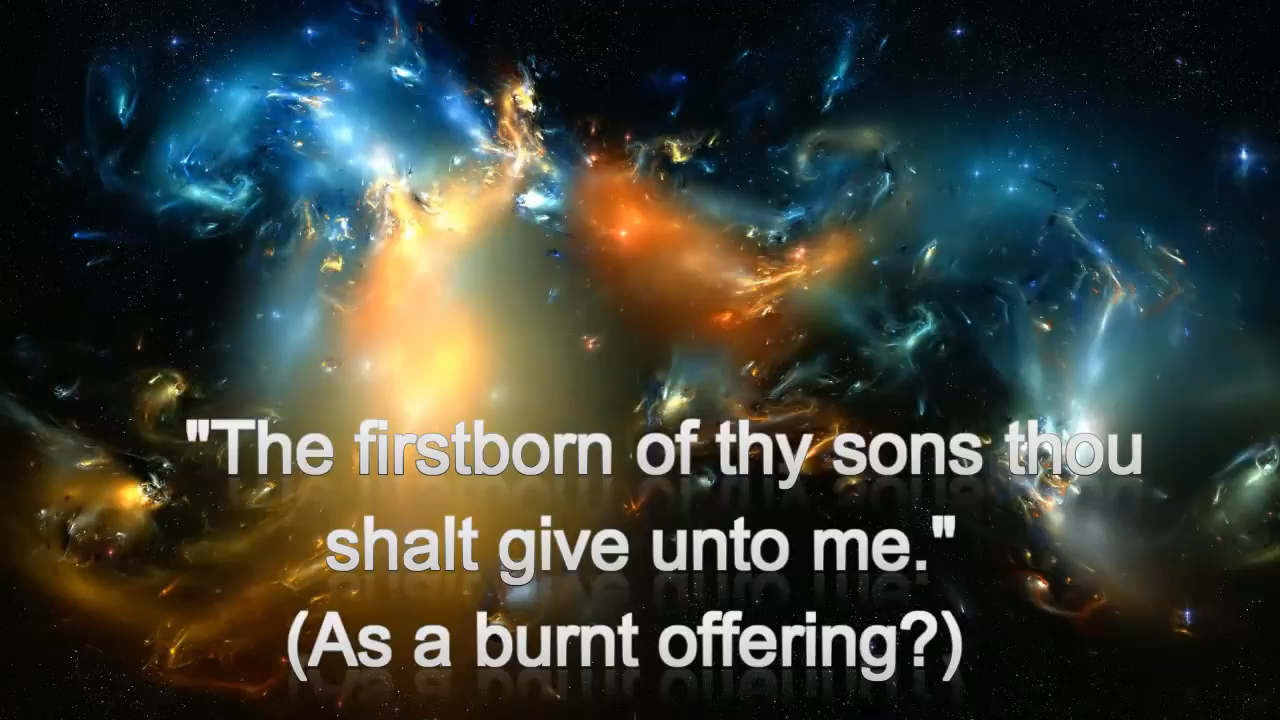 "The firstborn of thy sons thou
shalt give unto me."
(As a burnt offering?)